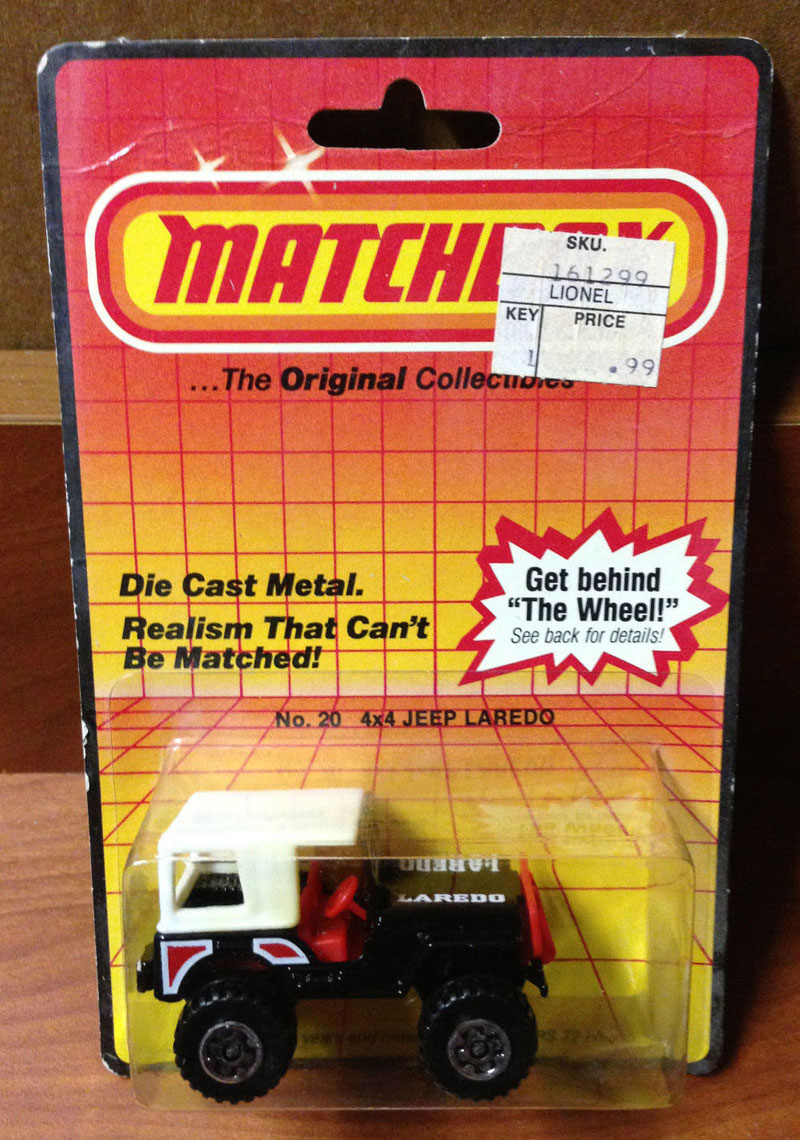 MATCHBOX
SKU.
161299
LIONEL
KEY PRICE
1 .99
...The Original Collectibles
Get behind
"The Wheel!"
See back for details!
Die Cast Metal.
Realism That Can't
Be Matched!
No. 20 4x4 JEEP LAREDO
LAREDO